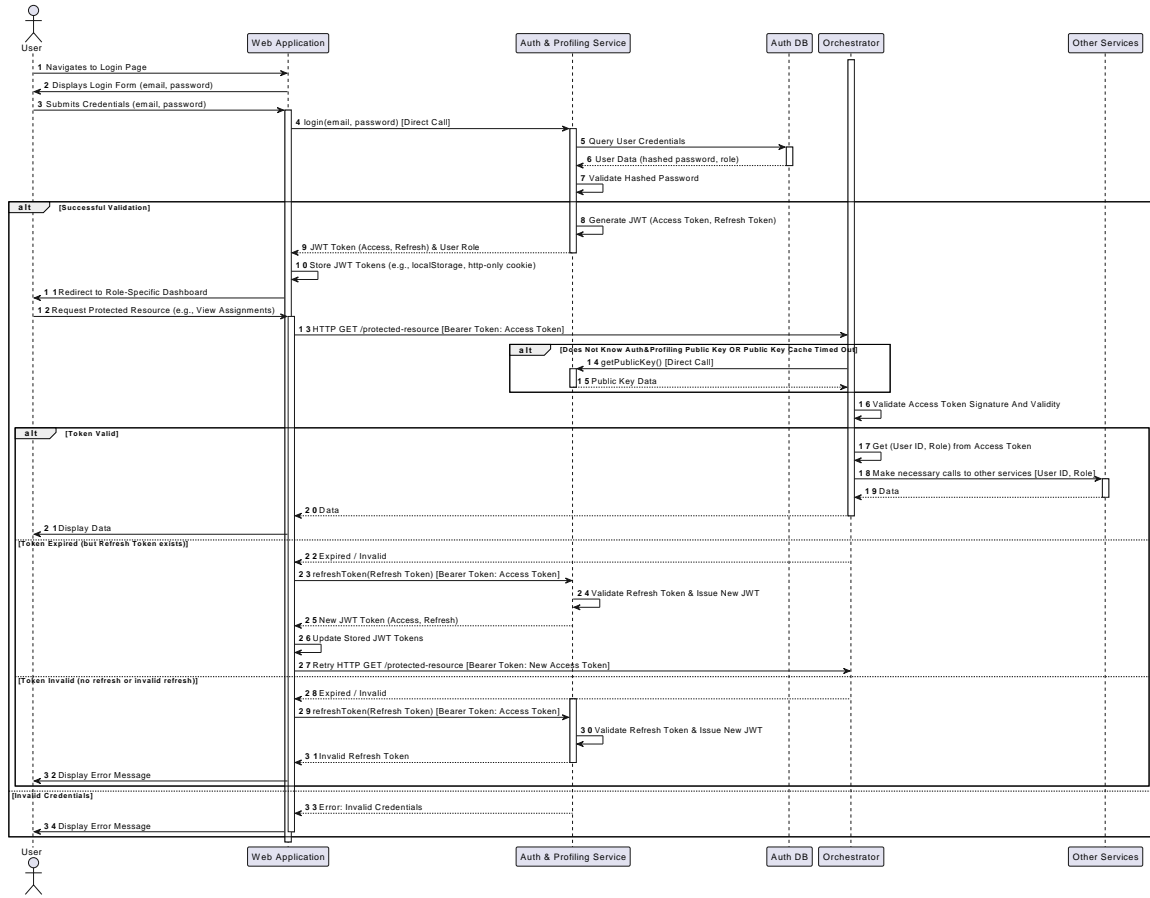 User
Web Application
Auth & Profiling Service
Auth DB
Orchestrator
Other Services
1 Navigates to Login Page
2 Displays Login Form (email, password)
3 Submits Credentials (email, password)
4 login(email, password) [Direct Call]
5 Query User Credentials
6 User Data (hashed password, role)
7 Validate Hashed Password
alt [Successful Validation]
8 Generate JWT (Access Token, Refresh Token)
9 JWT Token (Access, Refresh) & User Role
10 Store JWT Tokens (e.g., localStorage, http-only cookie)
11 Redirect to Role-Specific Dashboard
12 Request Protected Resource (e.g., View Assignments)
13 HTTP GET /protected-resource [Bearer Token: Access Token]
alt [Does Not Know Auth&Profiling Public Key OR Public Key Cache Timed Out]
14 getPublicKey() [Direct Call]
15 Public Key Data
16 Validate Access Token Signature And Validity
alt [Token Valid]
17 Get (User ID, Role) from Access Token
18 Make necessary calls to other services [User ID, Role]
19 Data
20 Data
21 Display Data
[Token Expired (but Refresh Token exists)]
22 Expired / Invalid
23 refreshToken(Refresh Token) [Bearer Token: Access Token]
24 Validate Refresh Token & Issue New JWT
25 New JWT Token (Access, Refresh)
26 Update Stored JWT Tokens
27 Retry HTTP GET /protected-resource [Bearer Token: New Access Token]
[Token Invalid (no refresh or invalid refresh)]
28 Expired / Invalid
29 refreshToken(Refresh Token) [Bearer Token: Access Token]
30 Validate Refresh Token & Issue New JWT
31 Invalid Refresh Token
32 Display Error Message
[Invalid Credentials]
33 Error: Invalid Credentials
34 Display Error Message
User
Web Application
Auth & Profiling Service
Auth DB
Orchestrator
Other Services